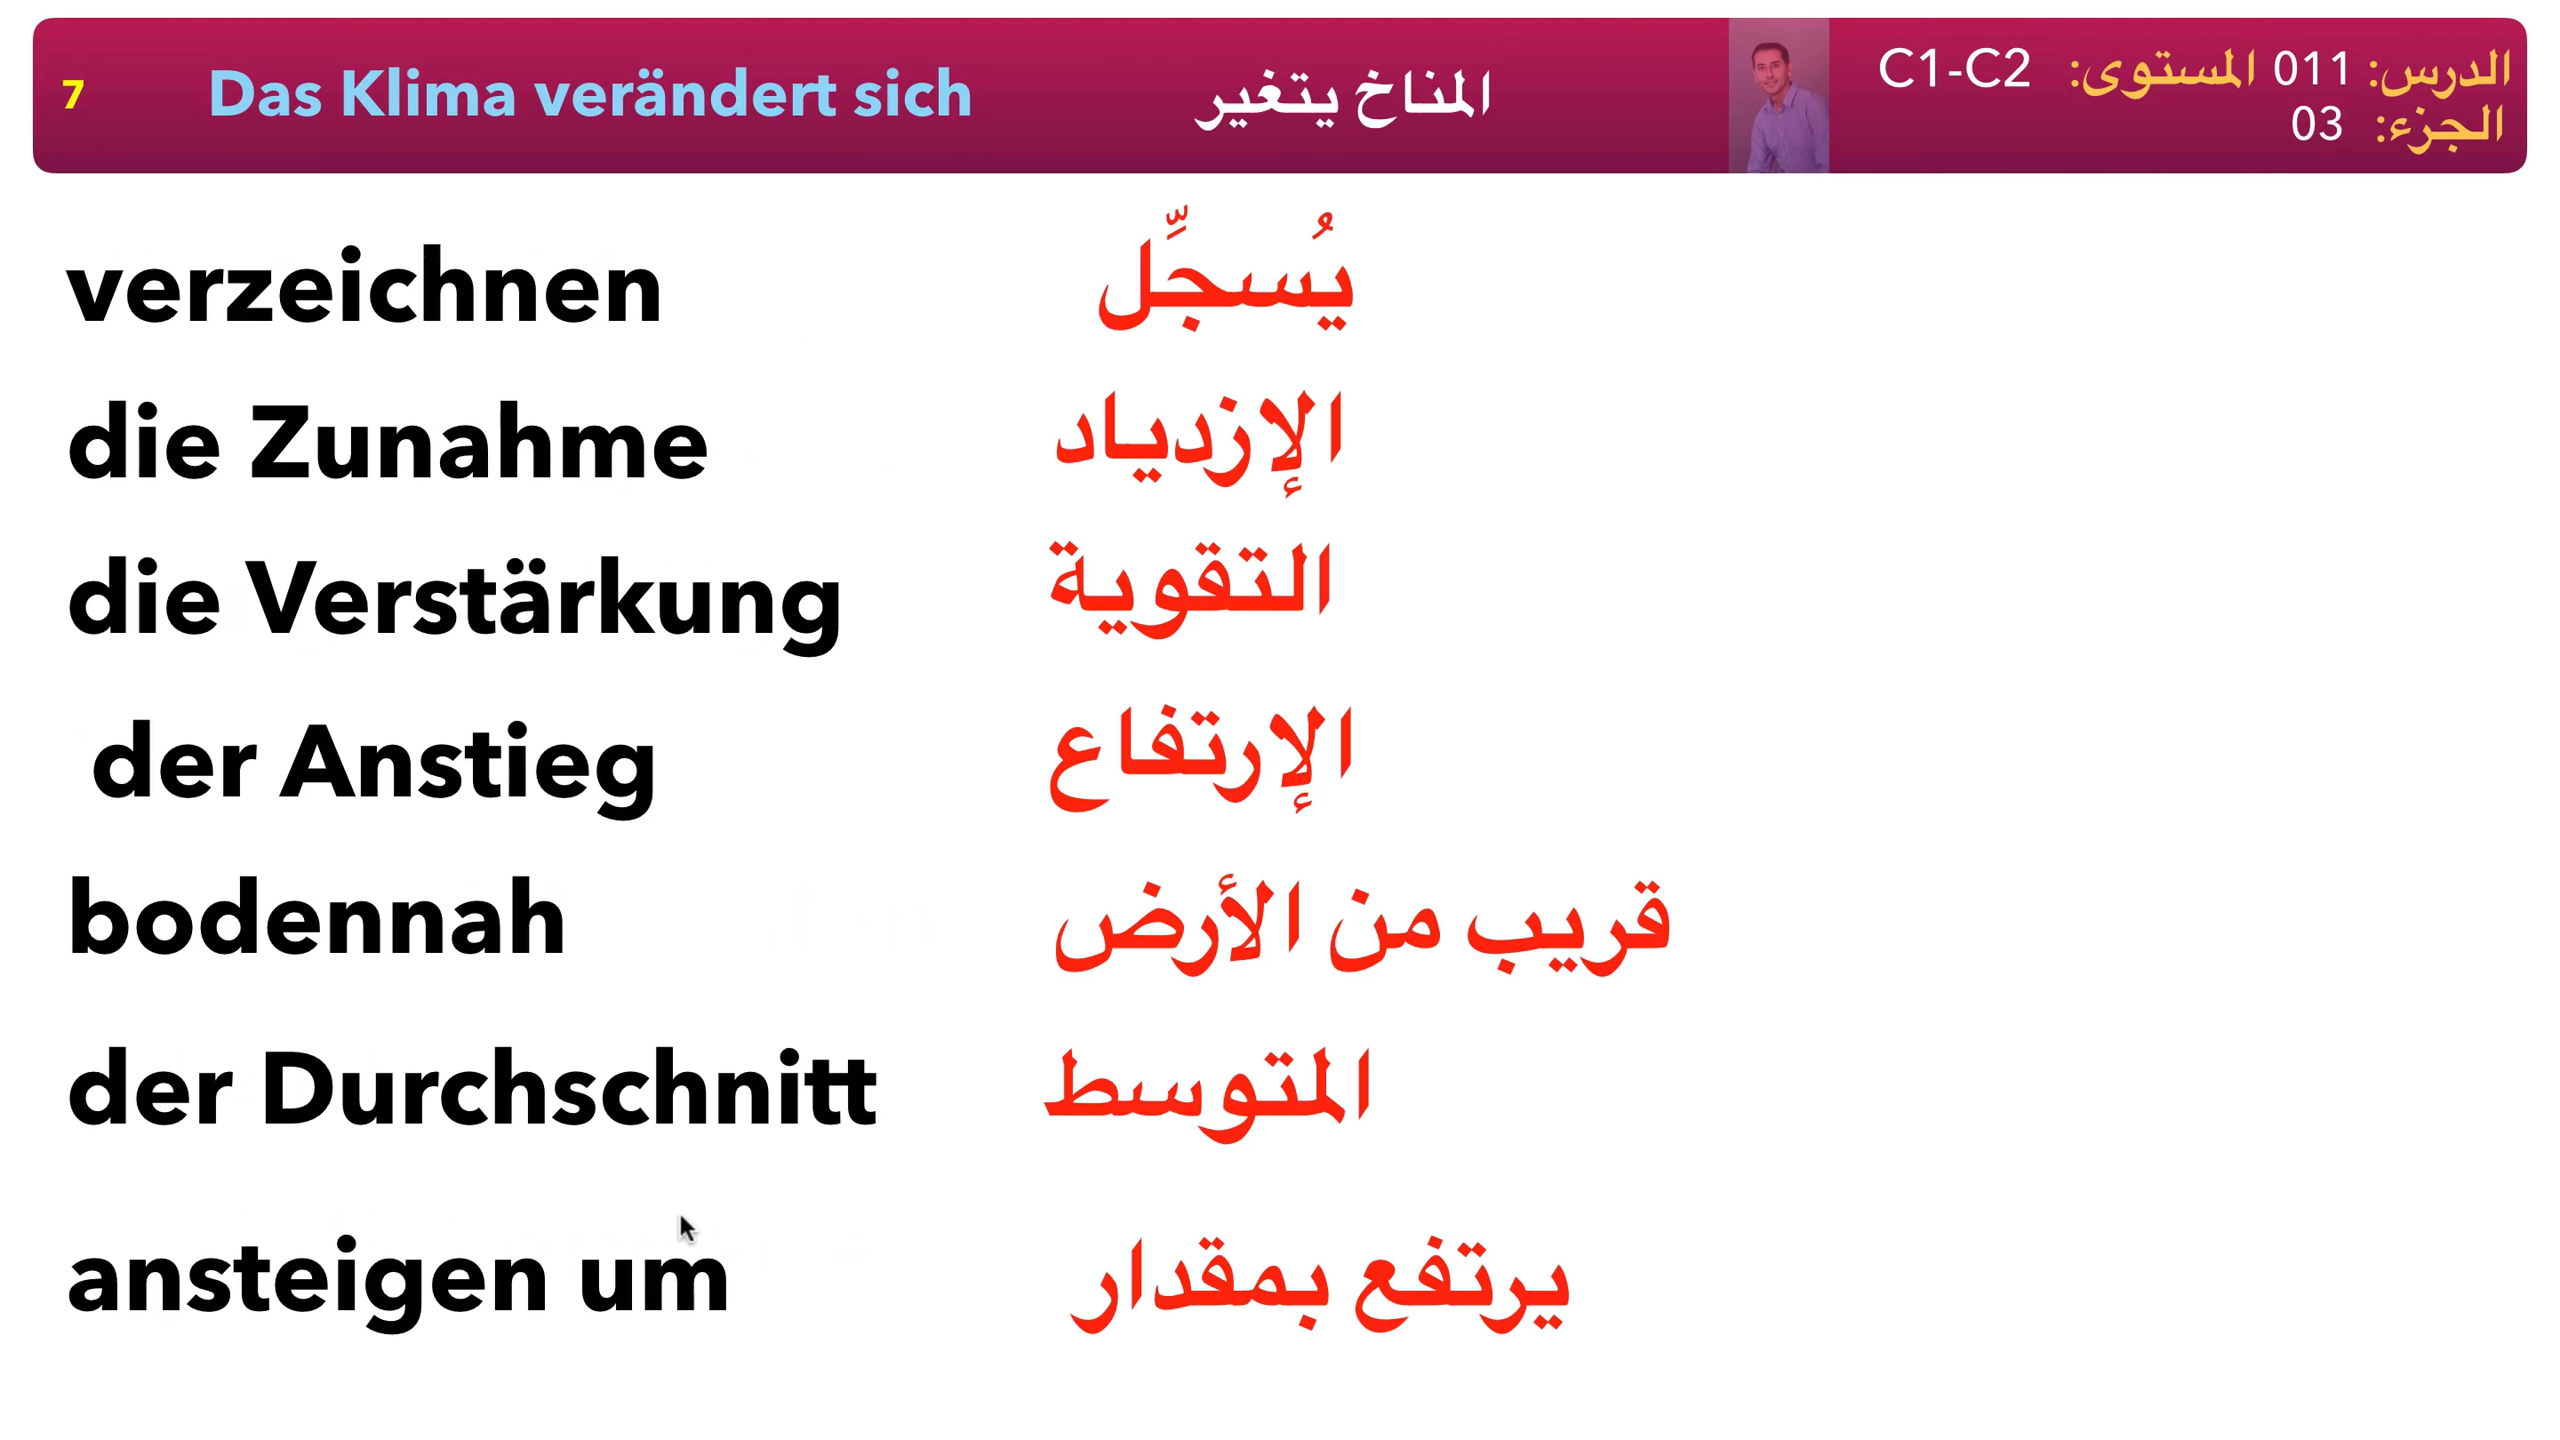 7 Das Klima verändert sich المناخ يتغير
الدرس: 011 المستوى: C1-C2
الجزء: 03
verzeichnen يُسجِّل
die Zunahme الإزدياد
die Verstärkung التقوية
der Anstieg الإرتفاع
bodennah قريب من الأرض
der Durchschnitt المتوسط
ansteigen um يرتفع بمقدار